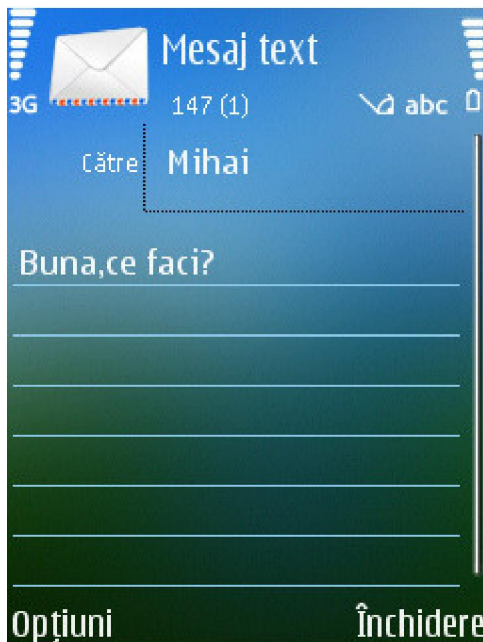 Mesaj text
3G 147 (1) abc
Către Mihai
Buna,ce faci?
Opțiuni Închidere